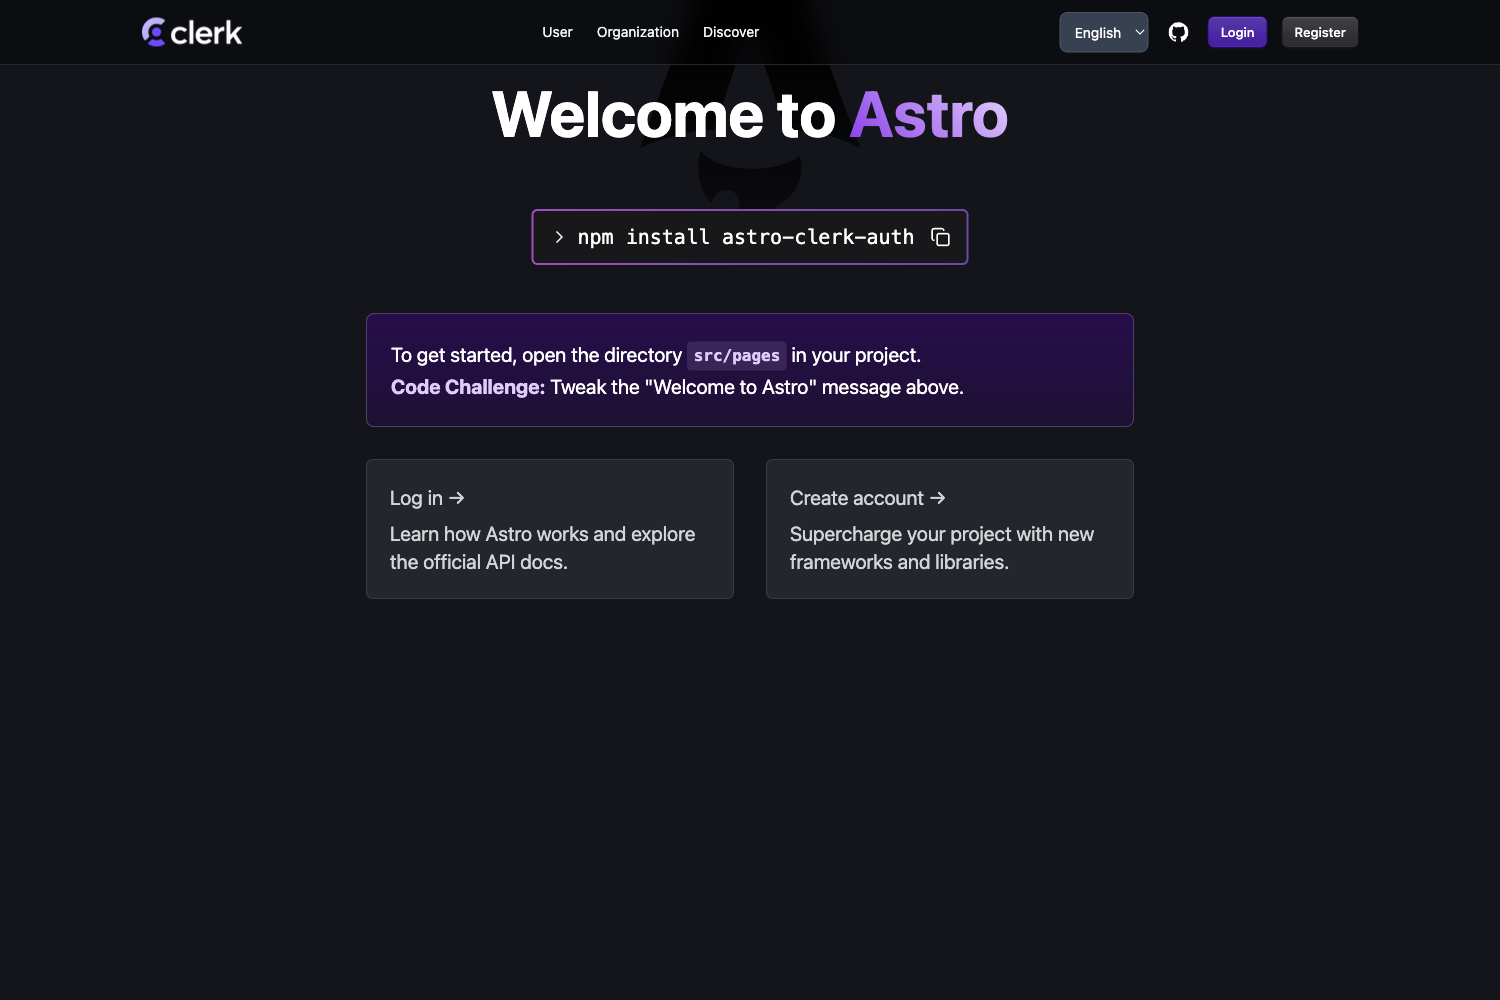 clerk
User Organization Discover
English
Login
Register
Welcome to Astro
> npm install astro-clerk-auth
To get started, open the directory src/pages in your project.
Code Challenge: Tweak the "Welcome to Astro" message above.
Log in →
Learn how Astro works and explore
the official API docs.
Create account →
Supercharge your project with new
frameworks and libraries.